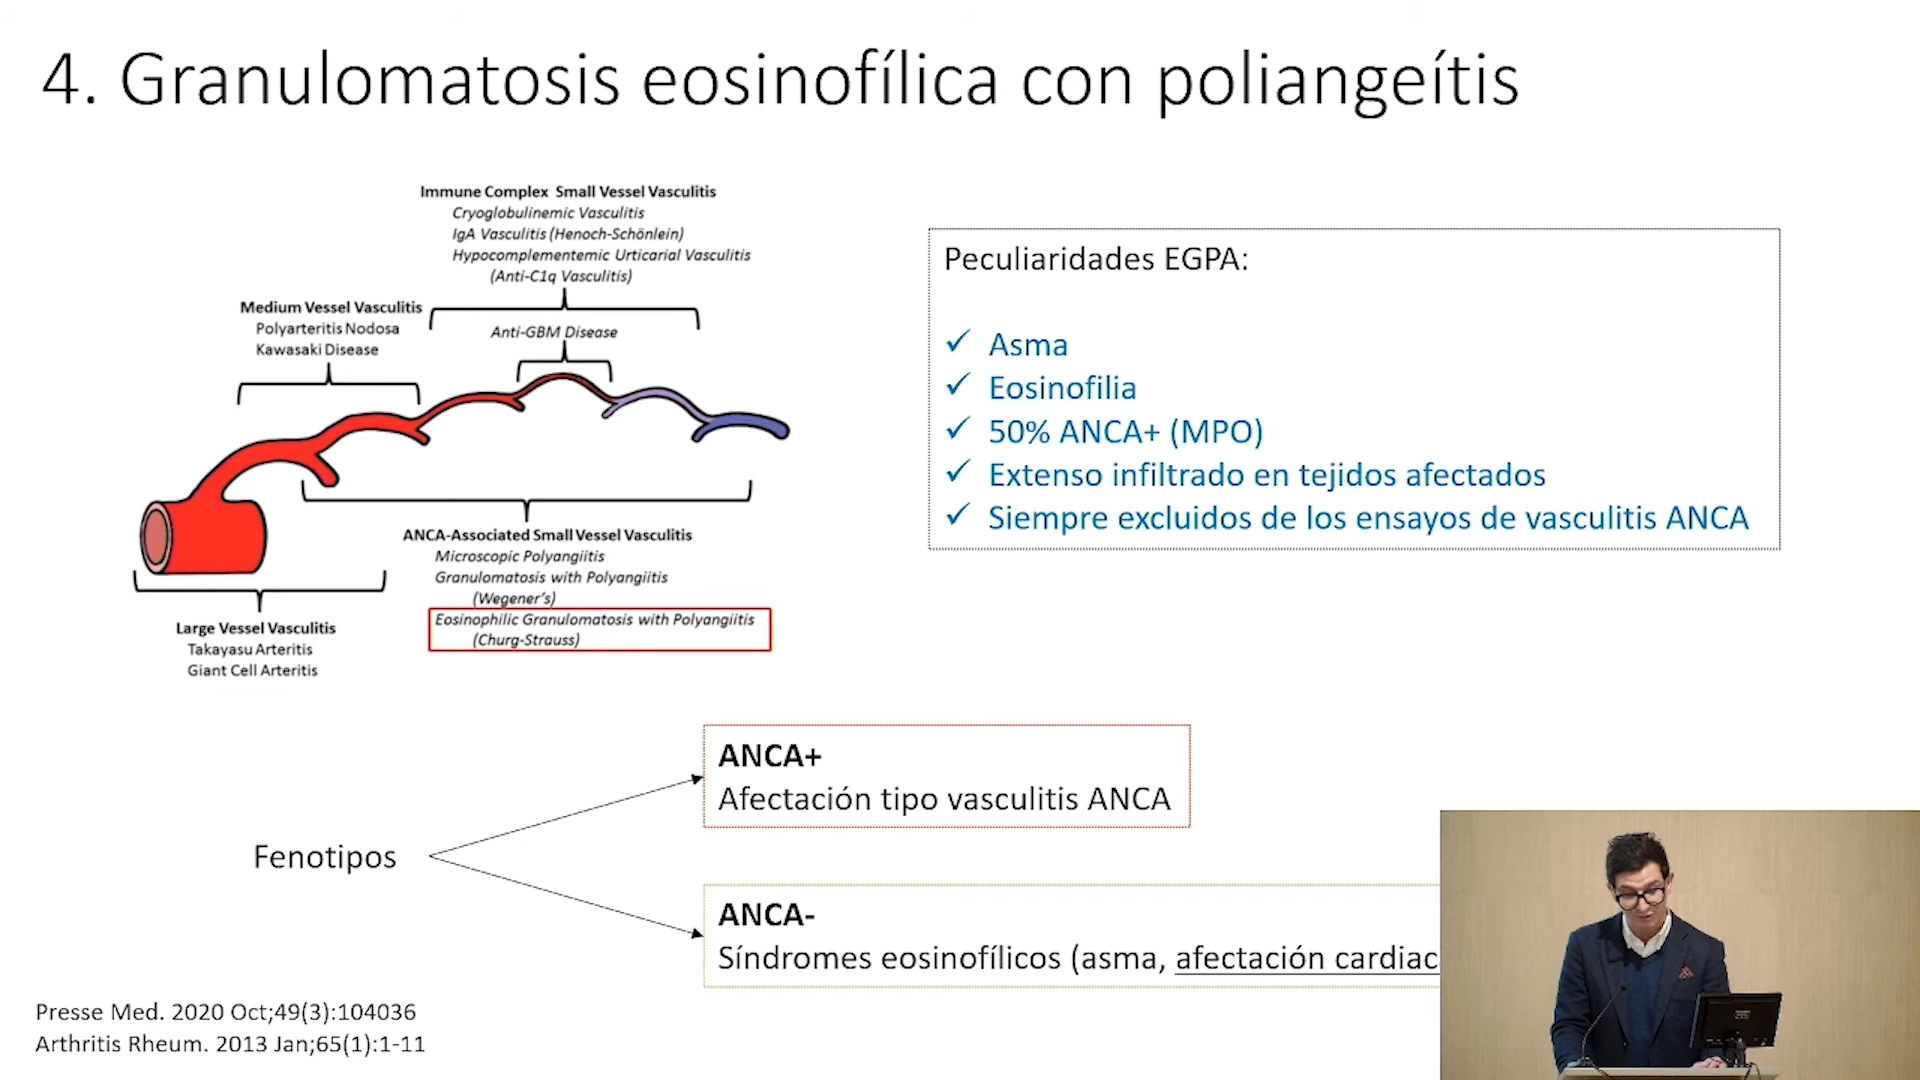 4. Granulomatosis eosinofílica con poliangeítis
Immune Complex Small Vessel Vasculitis
Cryoglobulinemic Vasculitis
IgA Vasculitis (Henoch-Schönlein)
Hypocomplementemic Urticarial Vasculitis
(Anti-C1q Vasculitis)
Medium Vessel Vasculitis
Polyarteritis Nodosa
Kawasaki Disease
Anti-GBM Disease
ANCA-Associated Small Vessel Vasculitis
Microscopic Polyangiitis
Granulomatosis with Polyangiitis
(Wegener's)
Eosinophilic Granulomatosis with Polyangiitis
(Churg-Strauss)
Large Vessel Vasculitis
Takayasu Arteritis
Giant Cell Arteritis
Peculiaridades EGPA:
✓ Asma
✓ Eosinofilia
✓ 50% ANCA+ (MPO)
✓ Extenso infiltrado en tejidos afectados
✓ Siempre excluidos de los ensayos de vasculitis ANCA
Fenotipos
ANCA+
Afectación tipo vasculitis ANCA
ANCA-
Síndromes eosinofílicos (asma, afectación cardiac
Presse Med. 2020 Oct;49(3):104036
Arthritis Rheum. 2013 Jan;65(1):1-11